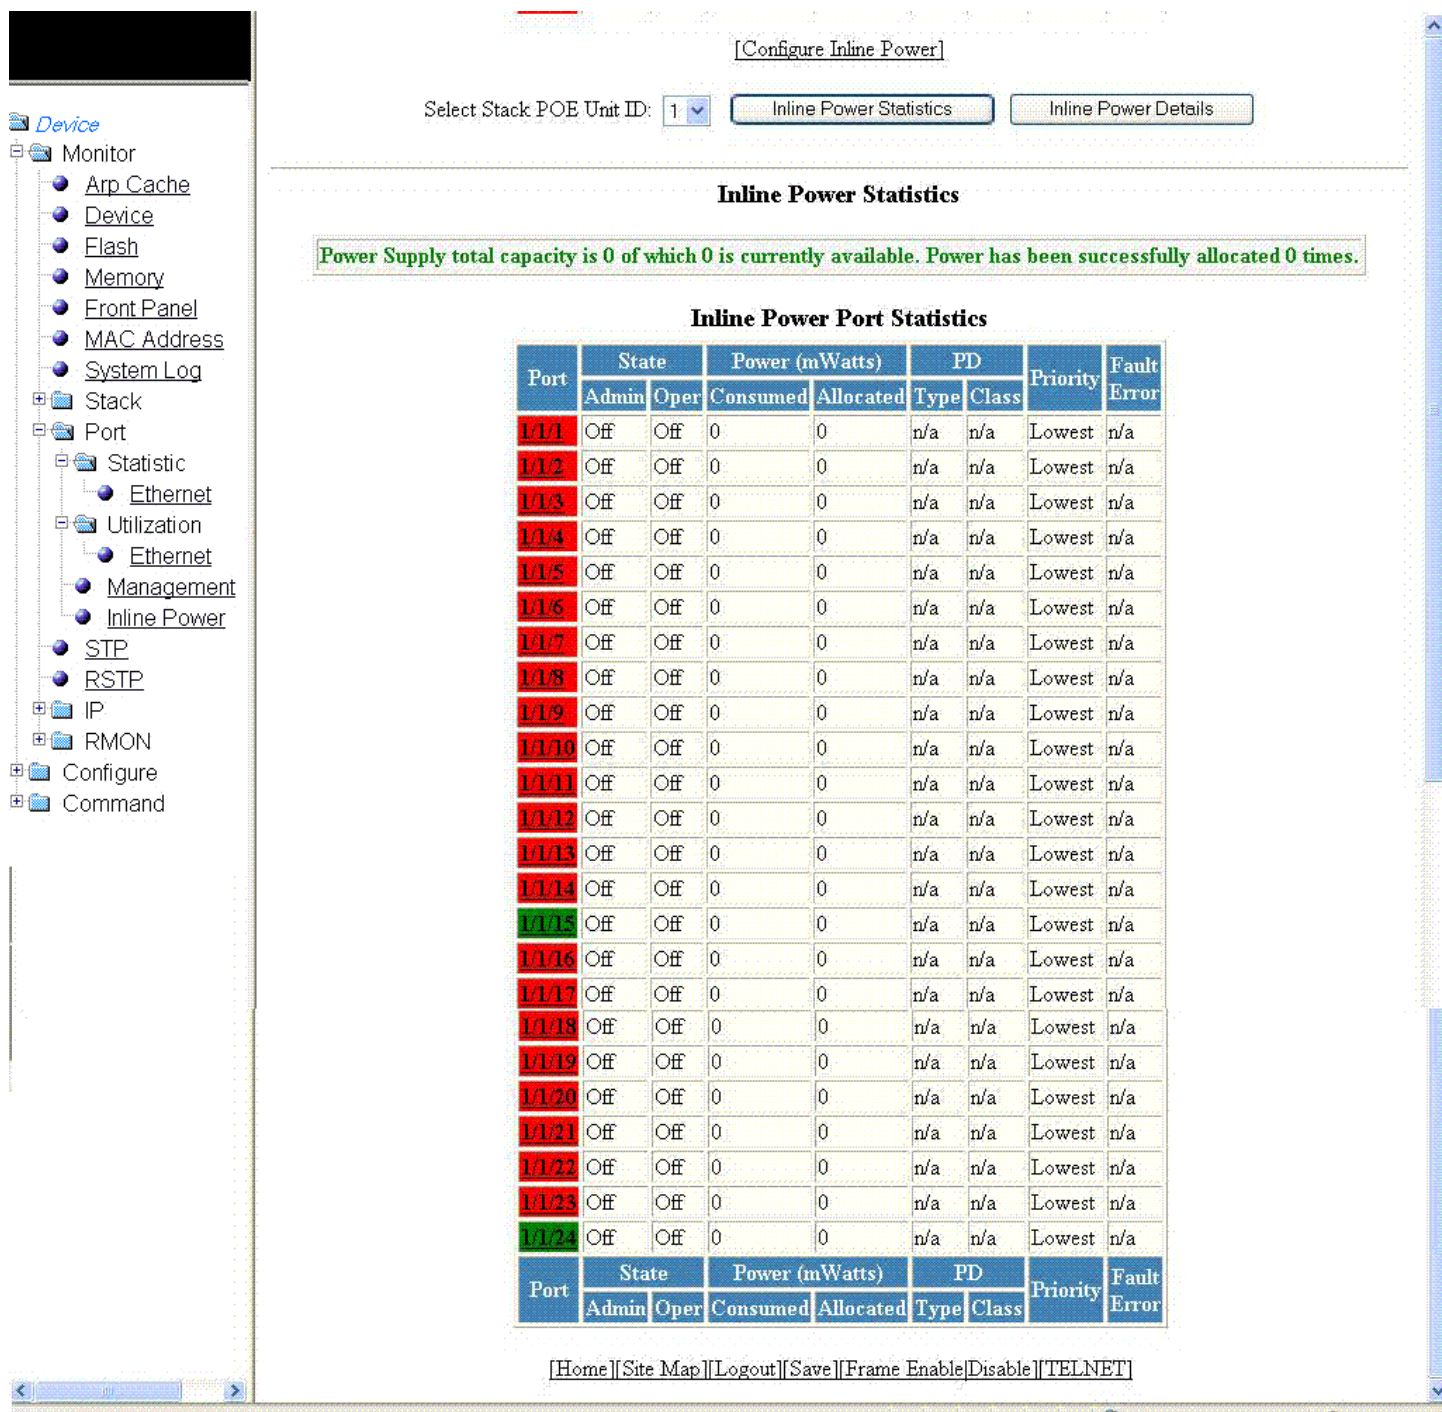 Device
Monitor
Arp Cache
Device
Flash
Memory
Front Panel
MAC Address
System Log
Stack
Port
Statistic
Ethernet
Utilization
Ethernet
Management
Inline Power
STP
RSTP
IP
RMON
Configure
Command
[Configure Inline Power]
Select Stack POE Unit ID: 1 Inline Power Statistics Inline Power Details
Inline Power Statistics
Power Supply total capacity is 0 of which 0 is currently available. Power has been successfully allocated 0 times.
Inline Power Port Statistics
Port State Power (mWatts) PD Priority Fault Error
Admin Oper Consumed Allocated Type Class
1/1/1 Off Off 0 0 n/a n/a Lowest n/a
1/1/2 Off Off 0 0 n/a n/a Lowest n/a
1/1/3 Off Off 0 0 n/a n/a Lowest n/a
1/1/4 Off Off 0 0 n/a n/a Lowest n/a
1/1/5 Off Off 0 0 n/a n/a Lowest n/a
1/1/6 Off Off 0 0 n/a n/a Lowest n/a
1/1/7 Off Off 0 0 n/a n/a Lowest n/a
1/1/8 Off Off 0 0 n/a n/a Lowest n/a
1/1/9 Off Off 0 0 n/a n/a Lowest n/a
1/1/10 Off Off 0 0 n/a n/a Lowest n/a
1/1/11 Off Off 0 0 n/a n/a Lowest n/a
1/1/12 Off Off 0 0 n/a n/a Lowest n/a
1/1/13 Off Off 0 0 n/a n/a Lowest n/a
1/1/14 Off Off 0 0 n/a n/a Lowest n/a
1/1/15 Off Off 0 0 n/a n/a Lowest n/a
1/1/16 Off Off 0 0 n/a n/a Lowest n/a
1/1/17 Off Off 0 0 n/a n/a Lowest n/a
1/1/18 Off Off 0 0 n/a n/a Lowest n/a
1/1/19 Off Off 0 0 n/a n/a Lowest n/a
1/1/20 Off Off 0 0 n/a n/a Lowest n/a
1/1/21 Off Off 0 0 n/a n/a Lowest n/a
1/1/22 Off Off 0 0 n/a n/a Lowest n/a
1/1/23 Off Off 0 0 n/a n/a Lowest n/a
1/1/24 Off Off 0 0 n/a n/a Lowest n/a
Port State Power (mWatts) PD Priority Fault Error
Admin Oper Consumed Allocated Type Class
[Home][Site Map][Logout][Save][Frame Enable|Disable][TELNET]